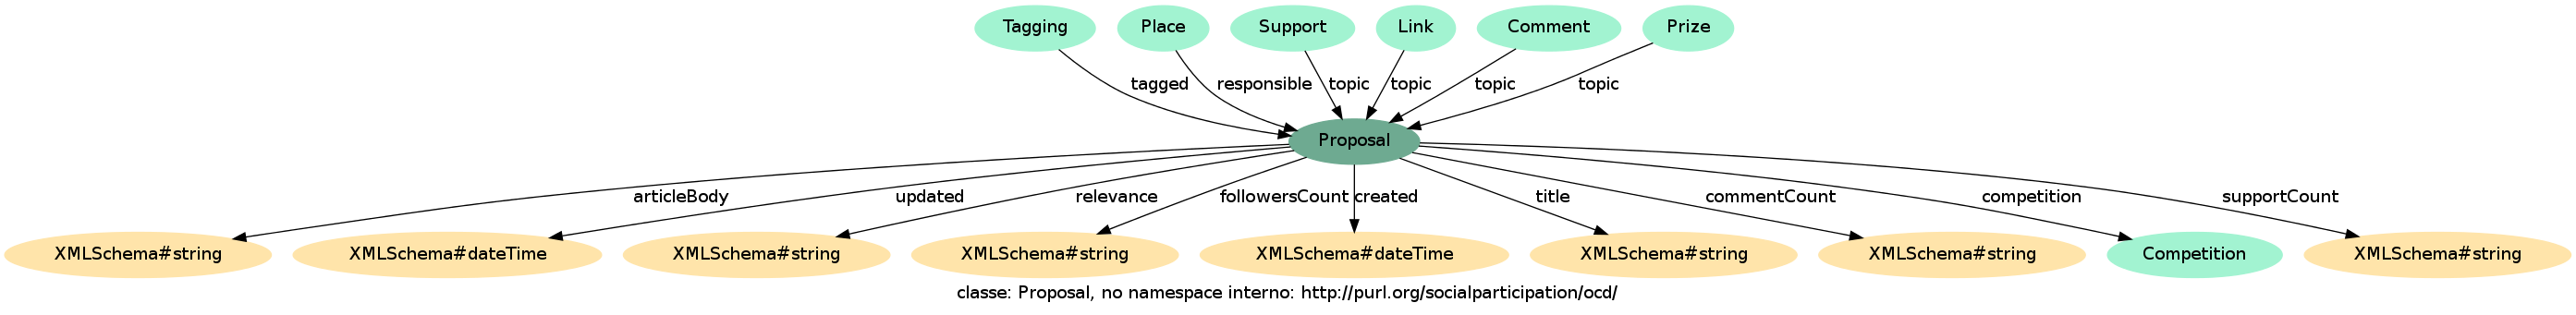 Tagging Place Support Link Comment Prize
tagged responsible topic topic topic topic
Proposal
articleBody updated relevance followersCount created title commentCount competition supportCount
XMLSchema#string XMLSchema#dateTime XMLSchema#string XMLSchema#string XMLSchema#dateTime XMLSchema#string XMLSchema#string Competition XMLSchema#string
classe: Proposal, no namespace interno: http://purl.org/socialparticipation/ocd/